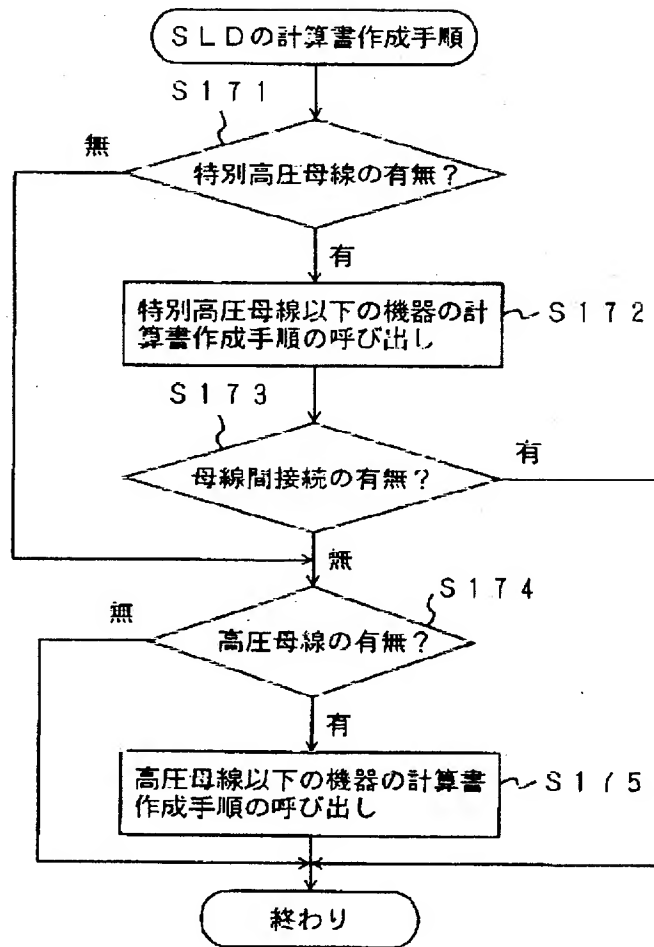 SLDの計算書作成手順
S171
無
特別高圧母線の有無?
有
特別高圧母線以下の機器の計
算書作成手順の呼び出し
S172
S173
有
母線間接続の有無?
無
S174
無
高圧母線の有無?
有
高圧母線以下の機器の計算書
作成手順の呼び出し
S175
終わり